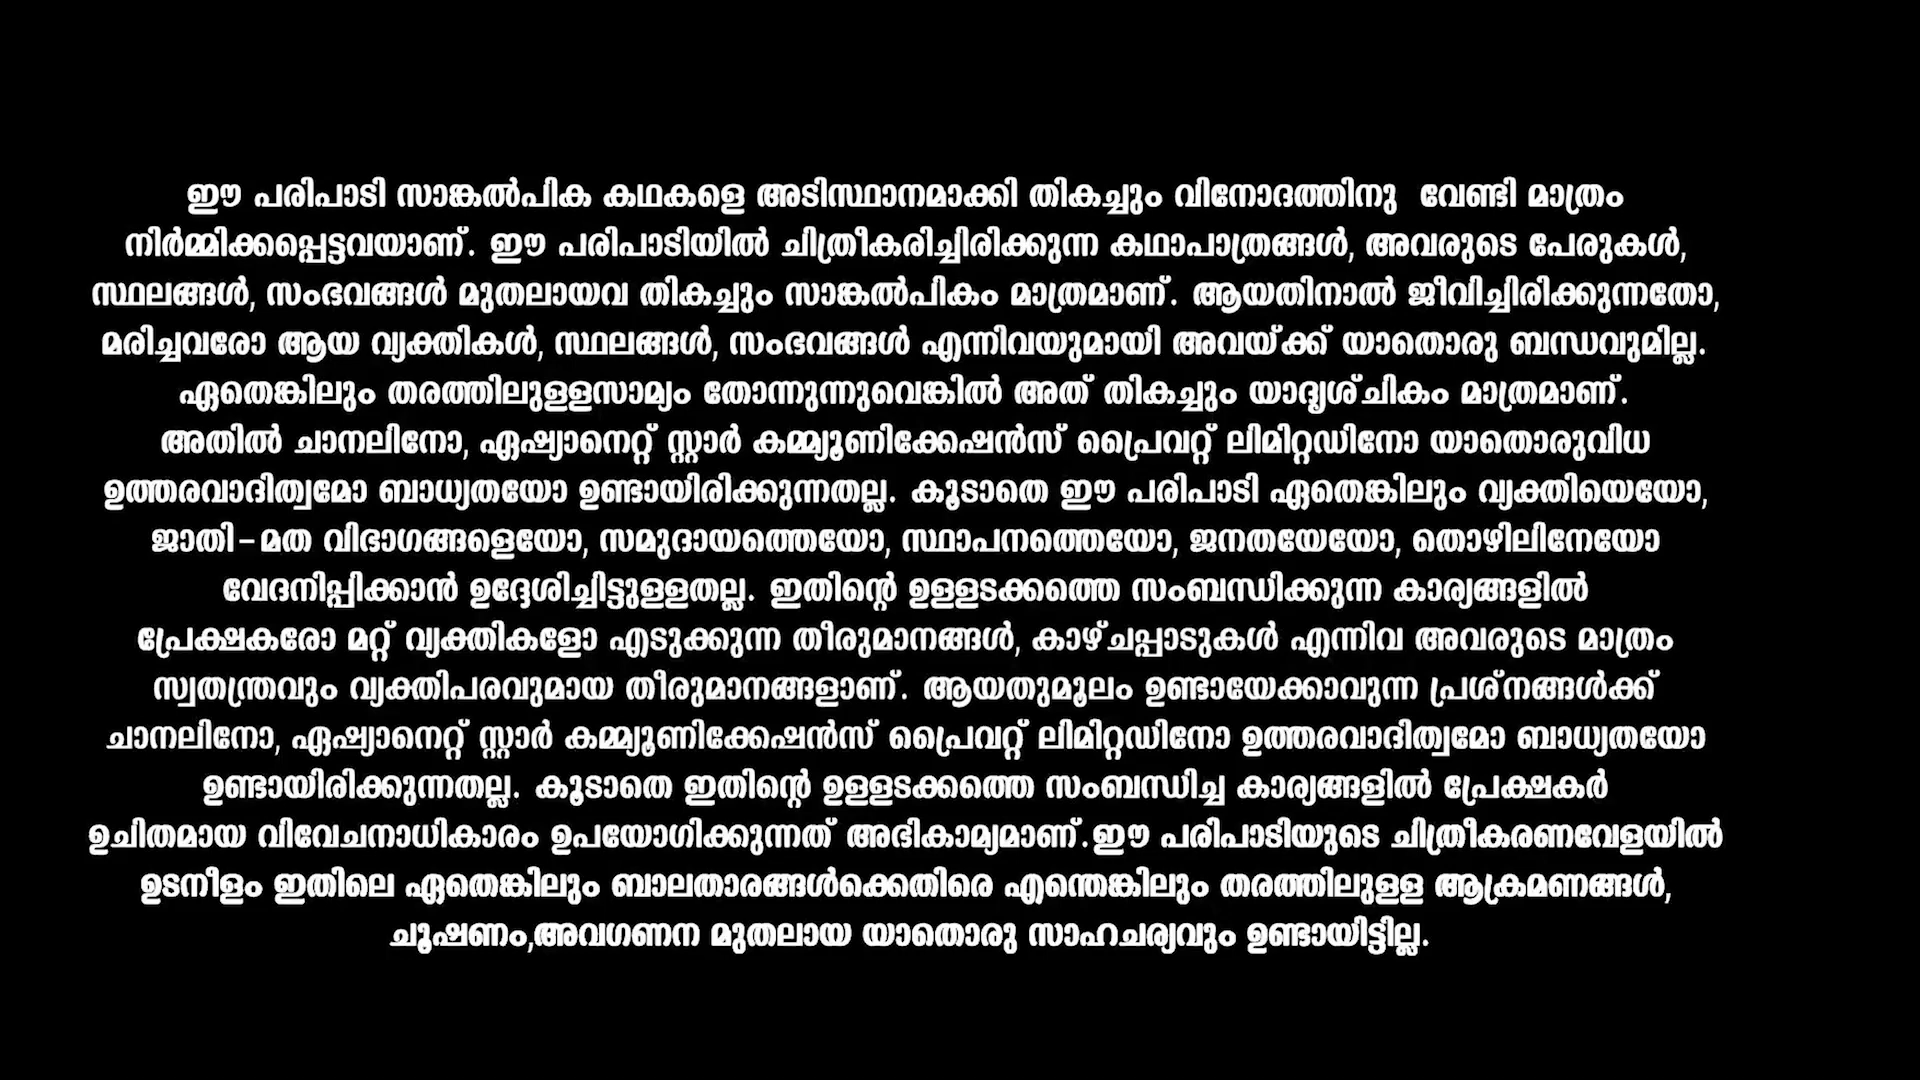 ഈ പരിപാടി സാങ്കൽപിക കഥകളെ അടിസ്ഥാനമാക്കി തികച്ചും വിനോദത്തിനു വേണ്ടി മാത്രം
നിർമ്മിക്കപ്പെട്ടവയാണ്. ഈ പരിപാടിയിൽ ചിത്രീകരിച്ചിരിക്കുന്ന കഥാപാത്രങ്ങൾ, അവരുടെ പേരുകൾ,
സ്ഥലങ്ങൾ, സംഭവങ്ങൾ മുതലായവ തികച്ചും സാങ്കൽപികം മാത്രമാണ്. ആയതിനാൽ ജീവിച്ചിരിക്കുന്നതോ,
മരിച്ചവരോ ആയ വ്യക്തികൾ, സ്ഥലങ്ങൾ, സംഭവങ്ങൾ എന്നിവയുമായി അവയ്ക്ക് യാതൊരു ബന്ധവുമില്ല.
ഏതെങ്കിലും തരത്തിലുള്ളസാമ്യം തോന്നുന്നുവെങ്കിൽ അത് തികച്ചും യാദൃശ്ചികം മാത്രമാണ്.
അതിൽ ചാനലിനോ, ഏഷ്യാനെറ്റ് സ്റ്റാർ കമ്മ്യൂണിക്കേഷൻസ് പ്രൈവറ്റ് ലിമിറ്റഡിനോ യാതൊരുവിധ
ഉത്തരവാദിത്വമോ ബാധ്യതയോ ഉണ്ടായിരിക്കുന്നതല്ല. കൂടാതെ ഈ പരിപാടി ഏതെങ്കിലും വ്യക്തിയെയോ,
ജാതി-മത വിഭാഗങ്ങളെയോ, സമുദായത്തെയോ, സ്ഥാപനത്തെയോ, ജനതയേയോ, തൊഴിലിനേയോ
വേദനിപ്പിക്കാൻ ഉദ്ദേശിച്ചിട്ടുള്ളതല്ല. ഇതിന്റെ ഉള്ളടക്കത്തെ സംബന്ധിക്കുന്ന കാര്യങ്ങളിൽ
പ്രേക്ഷകരോ മറ്റ് വ്യക്തികളോ എടുക്കുന്ന തീരുമാനങ്ങൾ, കാഴ്ചപ്പാടുകൾ എന്നിവ അവരുടെ മാത്രം
സ്വതന്ത്രവും വ്യക്തിപരവുമായ തീരുമാനങ്ങളാണ്. ആയതുമൂലം ഉണ്ടായേക്കാവുന്ന പ്രശ്നങ്ങൾക്ക്
ചാനലിനോ, ഏഷ്യാനെറ്റ് സ്റ്റാർ കമ്മ്യൂണിക്കേഷൻസ് പ്രൈവറ്റ് ലിമിറ്റഡിനോ ഉത്തരവാദിത്വമോ ബാധ്യതയോ
ഉണ്ടായിരിക്കുന്നതല്ല. കൂടാതെ ഇതിന്റെ ഉള്ളടക്കത്തെ സംബന്ധിച്ച കാര്യങ്ങളിൽ പ്രേക്ഷകർ
ഉചിതമായ വിവേചനാധികാരം ഉപയോഗിക്കുന്നത് അഭികാമ്യമാണ്.ഈ പരിപാടിയുടെ ചിത്രീകരണവേളയിൽ
ഉടനീളം ഇതിലെ ഏതെങ്കിലും ബാലതാരങ്ങൾക്കെതിരെ എന്തെങ്കിലും തരത്തിലുള്ള ആക്രമണങ്ങൾ,
ചൂഷണം,അവഗണന മുതലായ യാതൊരു സാഹചര്യവും ഉണ്ടായിട്ടില്ല.